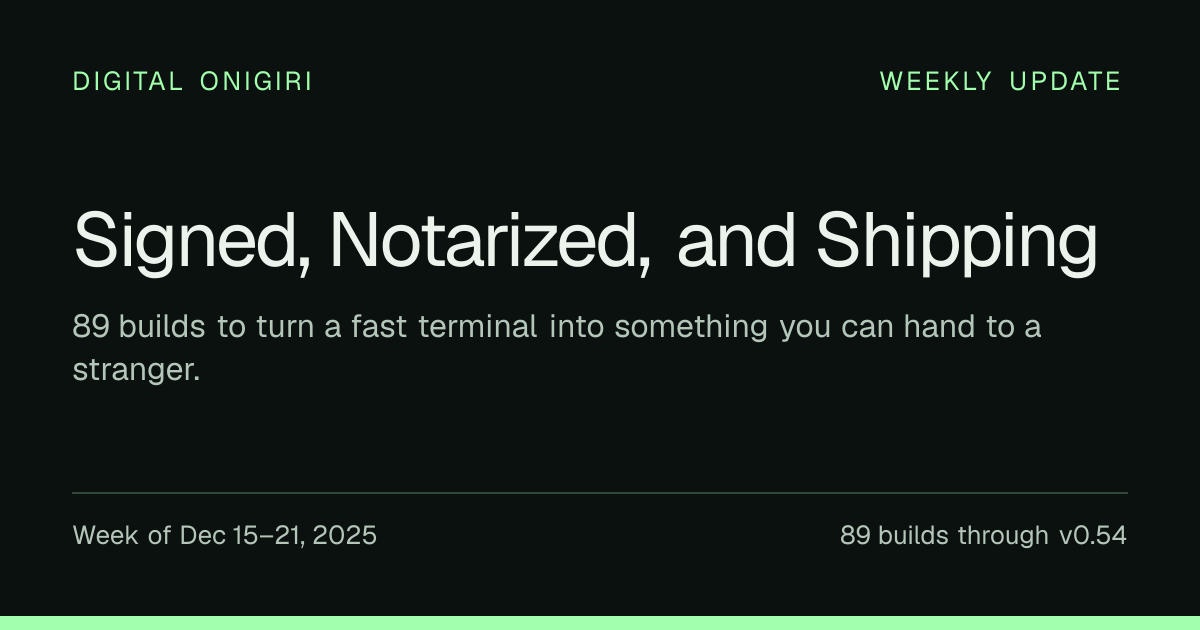 DIGITAL ONIGIRI
WEEKLY UPDATE
Signed, Notarized, and Shipping
89 builds to turn a fast terminal into something you can hand to a
stranger.
Week of Dec 15–21, 2025
89 builds through v0.54